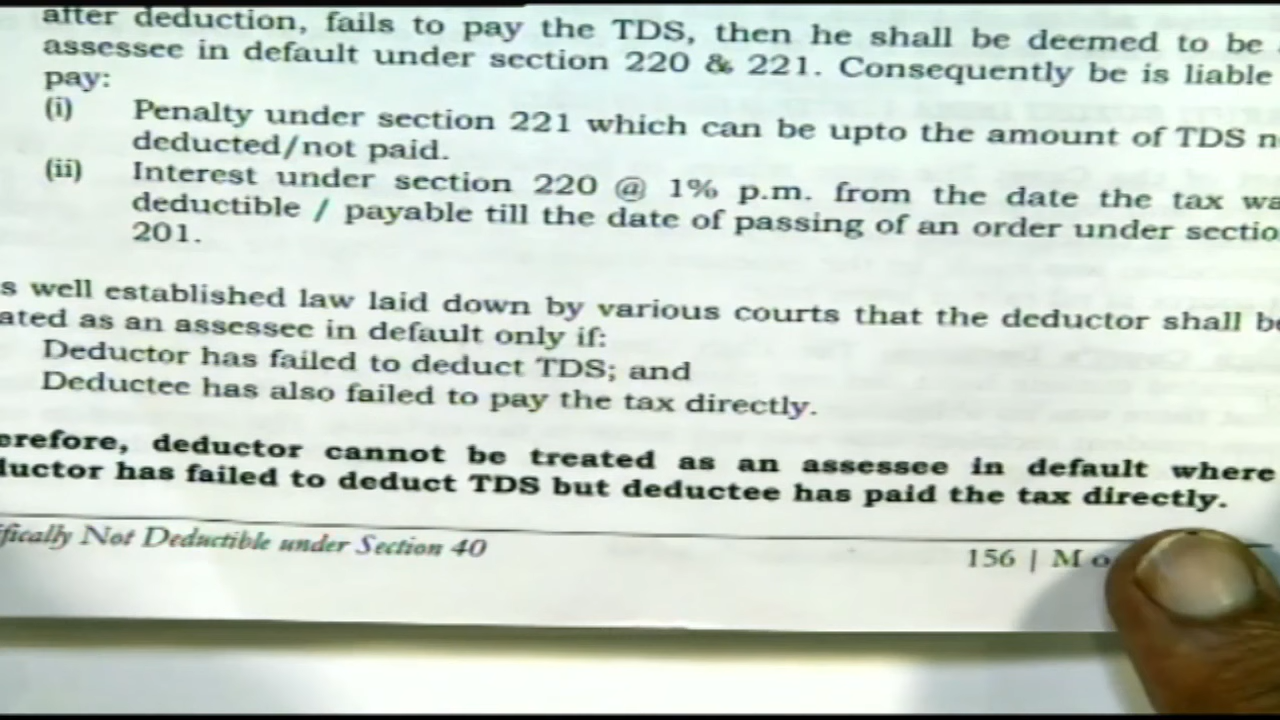 after deduction, fails to pay the TDS, then he shall be deemed to be
assessee in default under section 220 & 221. Consequently be is liable
pay:
(i) Penalty under section 221 which can be upto the amount of TDS n
deducted/not paid.
(ii) Interest under section 220 @ 1% p.m. from the date the tax wa
deductible / payable till the date of passing of an order under sectio
201.
s well established law laid down by various courts that the deductor shall be
ated as an assessee in default only if:
Deductor has failed to deduct TDS; and
Deductee has also failed to pay the tax directly.
erefore, deductor cannot be treated as an assessee in default where
ductor has failed to deduct TDS but deductee has paid the tax directly.
ifically Not Deductible under Section 40
156 | Mo